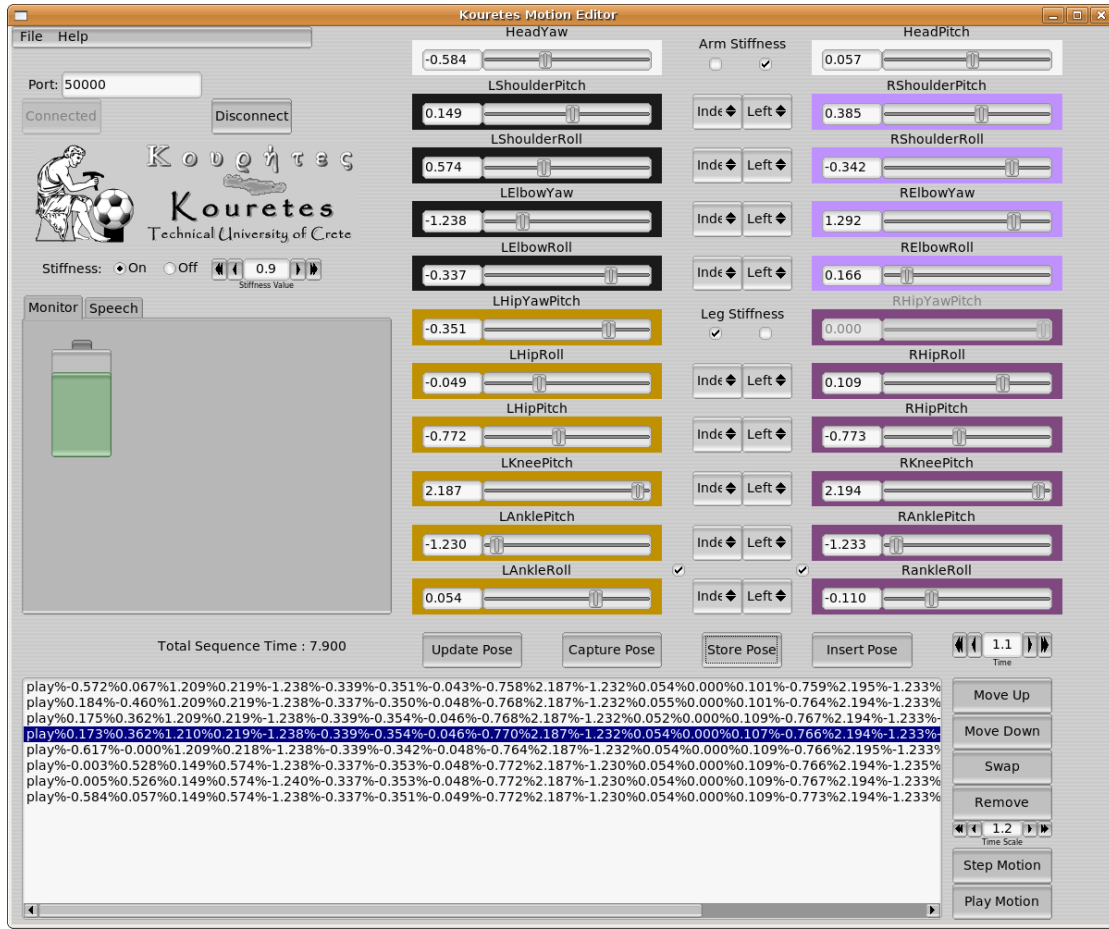 Kouretes Motion Editor
File Help
Port: 50000
Connected Disconnect
Κουρήτες
Kouretes
Technical University of Crete
Stiffness: On Off 0.9
Stiffness Value
Monitor Speech
HeadYaw
-0.584
Arm Stiffness
HeadPitch
0.057
LShoulderPitch
0.149
Inde Left
RShoulderPitch
0.385
LShoulderRoll
0.574
Inde Left
RShoulderRoll
-0.342
LElbowYaw
-1.238
Inde Left
RElbowYaw
1.292
LElbowRoll
-0.337
Inde Left
RElbowRoll
0.166
LHipYawPitch
-0.351
Leg Stiffness
RHipYawPitch
0.000
LHipRoll
-0.049
Inde Left
RHipRoll
0.109
LHipPitch
-0.772
Inde Left
RHipPitch
-0.773
LKneePitch
2.187
Inde Left
RKneePitch
2.194
LAnklePitch
-1.230
Inde Left
RAnklePitch
-1.233
LAnkleRoll
0.054
Inde Left
RankleRoll
-0.110
Total Sequence Time : 7.900
Update Pose Capture Pose Store Pose Insert Pose
1.1
Time
play%-0.572%0.067%1.209%0.219%-1.238%-0.339%-0.351%-0.043%-0.758%2.187%-1.232%0.054%0.000%0.101%-0.759%2.195%-1.233%
play%0.184%-0.460%1.209%0.219%-1.238%-0.337%-0.350%-0.048%-0.768%2.187%-1.232%0.055%0.000%0.101%-0.764%2.194%-1.233%
play%0.175%0.362%1.209%0.219%-1.238%-0.339%-0.354%-0.046%-0.768%2.187%-1.232%0.052%0.000%0.109%-0.767%2.194%-1.233%-
play%0.173%0.362%1.210%0.219%-1.238%-0.339%-0.354%-0.046%-0.770%2.187%-1.232%0.054%0.000%0.107%-0.766%2.194%-1.233%-
play%-0.617%-0.000%1.209%0.218%-1.238%-0.339%-0.342%-0.048%-0.764%2.187%-1.232%0.054%0.000%0.109%-0.766%2.195%-1.233%
play%-0.003%0.528%0.149%0.574%-1.238%-0.337%-0.353%-0.048%-0.772%2.187%-1.230%0.054%0.000%0.109%-0.766%2.194%-1.235%
play%-0.005%0.526%0.149%0.574%-1.240%-0.337%-0.353%-0.048%-0.772%2.187%-1.230%0.054%0.000%0.109%-0.767%2.194%-1.233%
play%-0.584%0.057%0.149%0.574%-1.238%-0.337%-0.351%-0.049%-0.772%2.187%-1.230%0.054%0.000%0.109%-0.773%2.194%-1.233%
Move Up
Move Down
Swap
Remove
1.2
Time Scale
Step Motion
Play Motion